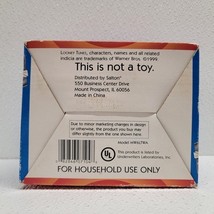 LOONEY TUNES, characters, names and all related
indicia are trademarks of Warner Bros. ©1999
This is not a toy.
Distributed by Salton®
550 Business Center Drive
Mount Prospect, IL 60056
Made in China
Due to minor marketing changes in design
or otherwise, the product you buy may
differ slightly from the one shown here.
Model #
This product is
listed by
Underwriters Laboratories, Inc.
FOR HOUSEHOLD USE ONLY